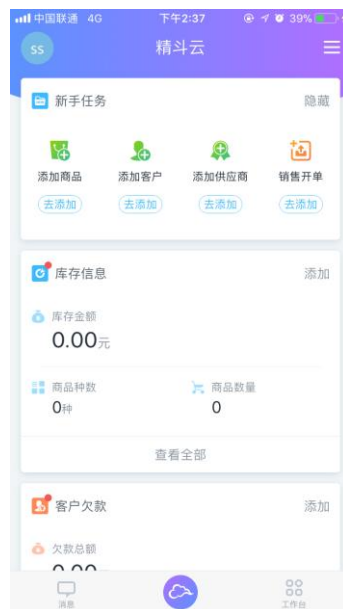 中国联通 4G 下午2:37 39%
ss 精斗云
新手任务 隐藏
添加商品 添加客户 添加供应商 销售开单
去添加 去添加 去添加 去添加
库存信息 添加
库存金额
0.00元
商品种数 商品数量
0种 0
查看全部
客户欠款 添加
欠款总额
0.00元
消息 工作台